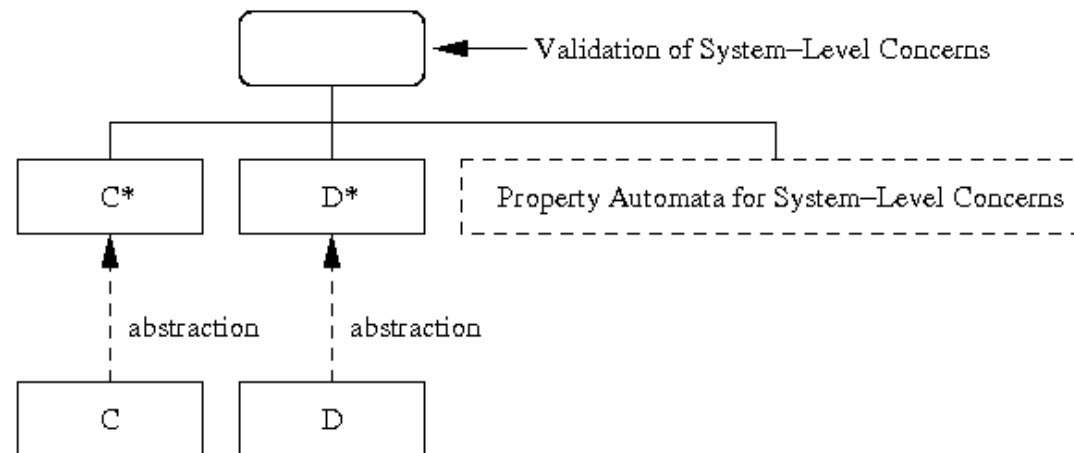 Validation of System–Level Concerns
C*
D*
Property Automata for System–Level Concerns
abstraction
abstraction
C
D